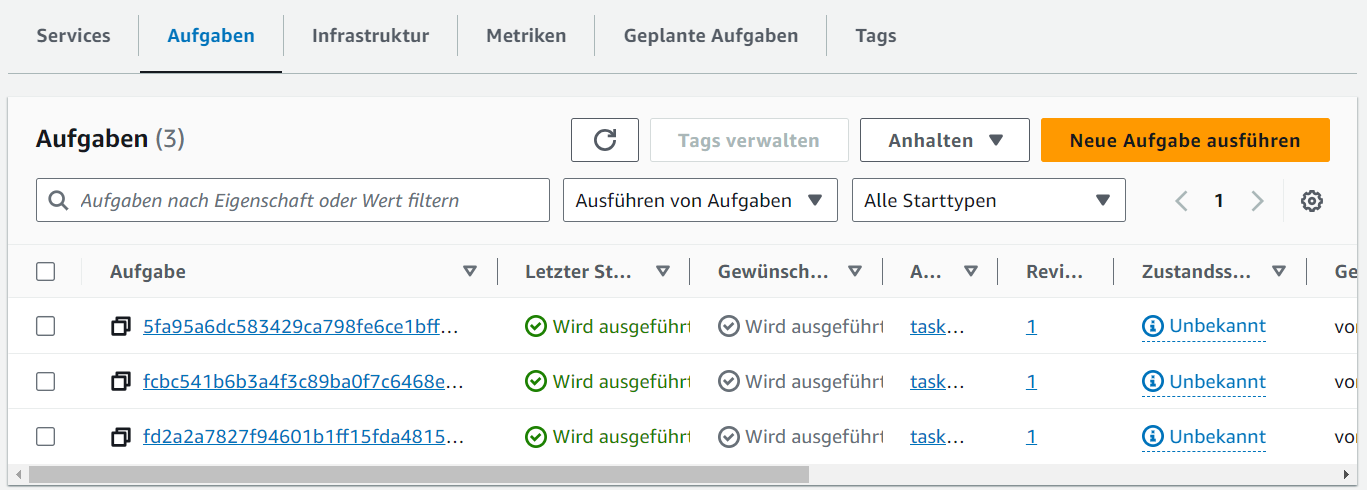 Services Aufgaben Infrastruktur Metriken Geplante Aufgaben Tags
Aufgaben (3) Tags verwalten Anhalten Neue Aufgabe ausführen
Aufgaben nach Eigenschaft oder Wert filtern Ausführen von Aufgaben Alle Starttypen 1
Aufgabe Letzter St... Gewünsch... A... Revi... Zustandss... Ge
5fa95a6dc583429ca798fe6ce1bff... Wird ausgeführt Wird ausgeführt task... 1 Unbekannt vor
fcbc541b6b3a4f3c89ba0f7c6468e... Wird ausgeführt Wird ausgeführt task... 1 Unbekannt vor
fd2a2a7827f94601b1ff15fda4815... Wird ausgeführt Wird ausgeführt task... 1 Unbekannt vor